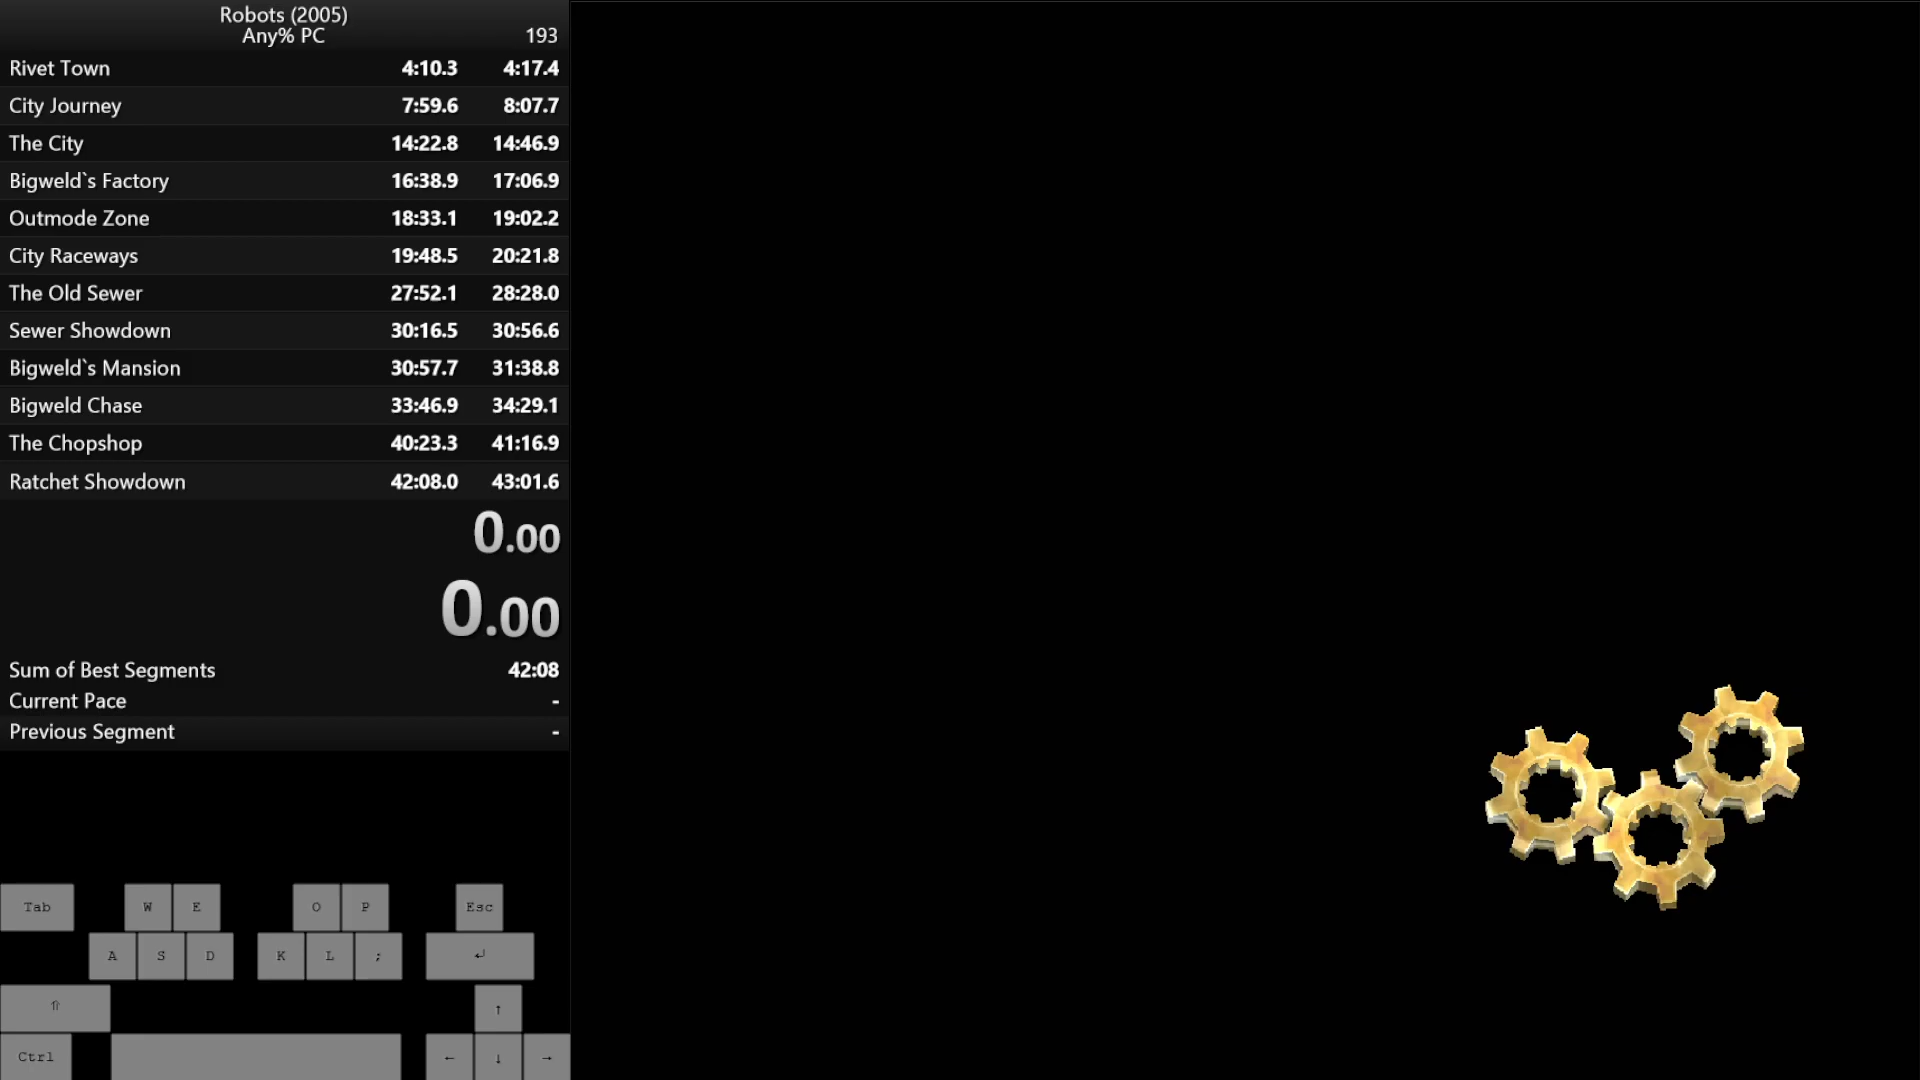 Robots (2005)
Any% PC 193
Rivet Town 4:10.3 4:17.4
City Journey 7:59.6 8:07.7
The City 14:22.8 14:46.9
Bigweld`s Factory 16:38.9 17:06.9
Outmode Zone 18:33.1 19:02.2
City Raceways 19:48.5 20:21.8
The Old Sewer 27:52.1 28:28.0
Sewer Showdown 30:16.5 30:56.6
Bigweld`s Mansion 30:57.7 31:38.8
Bigweld Chase 33:46.9 34:29.1
The Chopshop 40:23.3 41:16.9
Ratchet Showdown 42:08.0 43:01.6
0.00
0.00
Sum of Best Segments 42:08
Current Pace -
Previous Segment -
Tab W E O P Esc
A S D K L ; ↵
⇑ ↑
Ctrl ← ↓ →